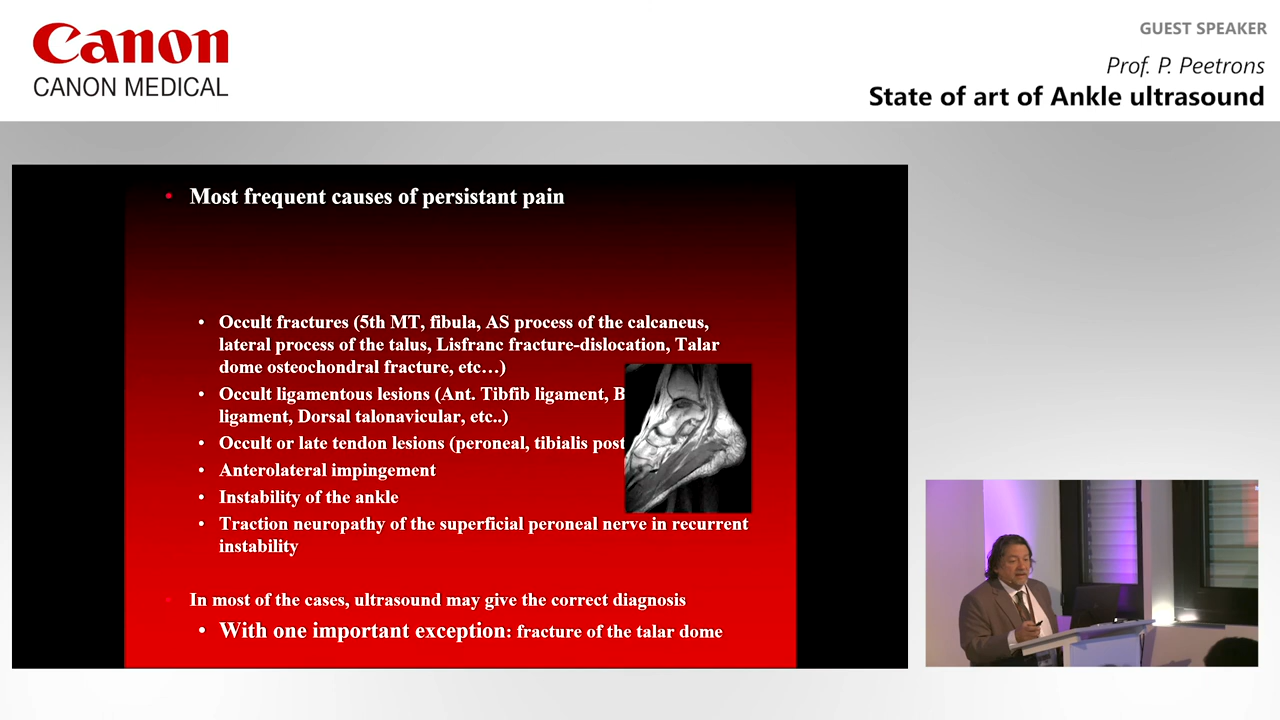 Canon
CANON MEDICAL
GUEST SPEAKER
Prof. P. Peetrons
State of art of Ankle ultrasound
• Most frequent causes of persistant pain
• Occult fractures (5th MT, fibula, AS process of the calcaneus,
lateral process of the talus, Lisfranc fracture-dislocation, Talar
dome osteochondral fracture, etc…)
• Occult ligamentous lesions (Ant. Tibfib ligament,
ligament, Dorsal talonavicular, etc..)
• Occult or late tendon lesions (peroneal, tibialis post
• Anterolateral impingement
• Instability of the ankle
• Traction neuropathy of the superficial peroneal nerve in recurrent
instability
• In most of the cases, ultrasound may give the correct diagnosis
• With one important exception: fracture of the talar dome